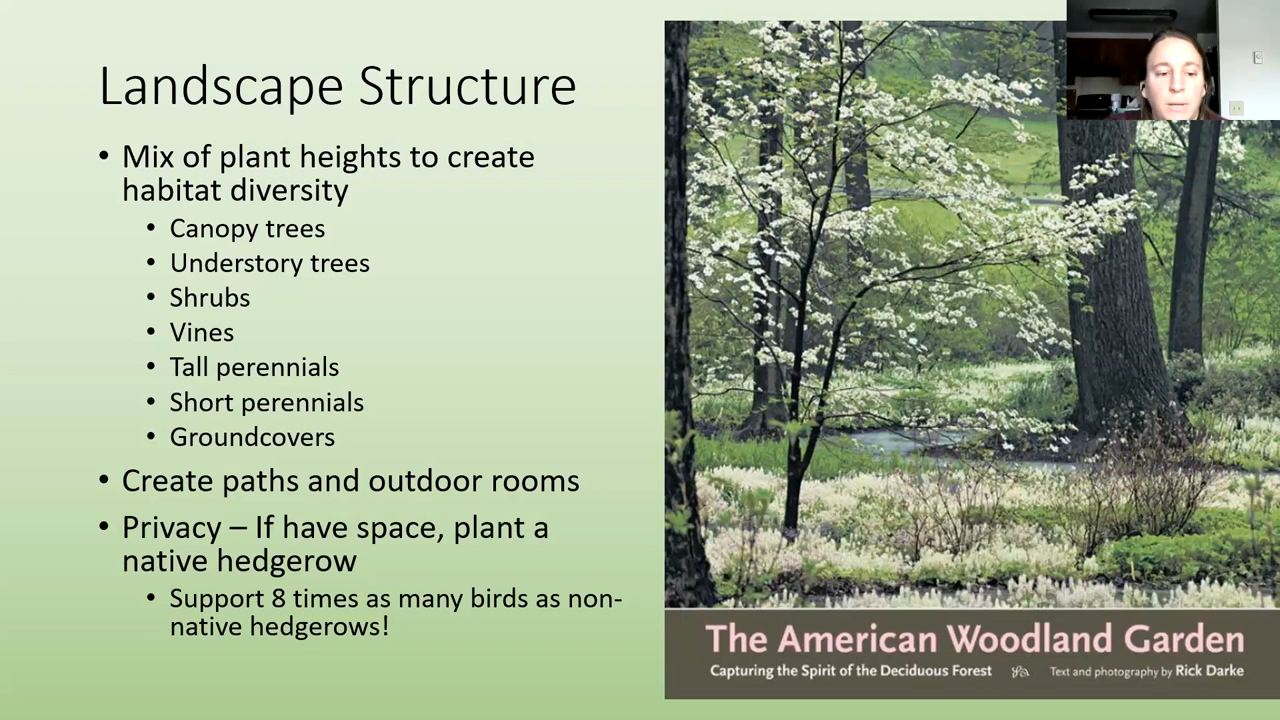 Landscape Structure
• Mix of plant heights to create
habitat diversity
• Canopy trees
• Understory trees
• Shrubs
• Vines
• Tall perennials
• Short perennials
• Groundcovers
• Create paths and outdoor rooms
• Privacy – If have space, plant a
native hedgerow
• Support 8 times as many birds as non-
native hedgerows!
The American Woodland Garden
Capturing the Spirit of the Deciduous Forest
Text and photography by Rick Darke